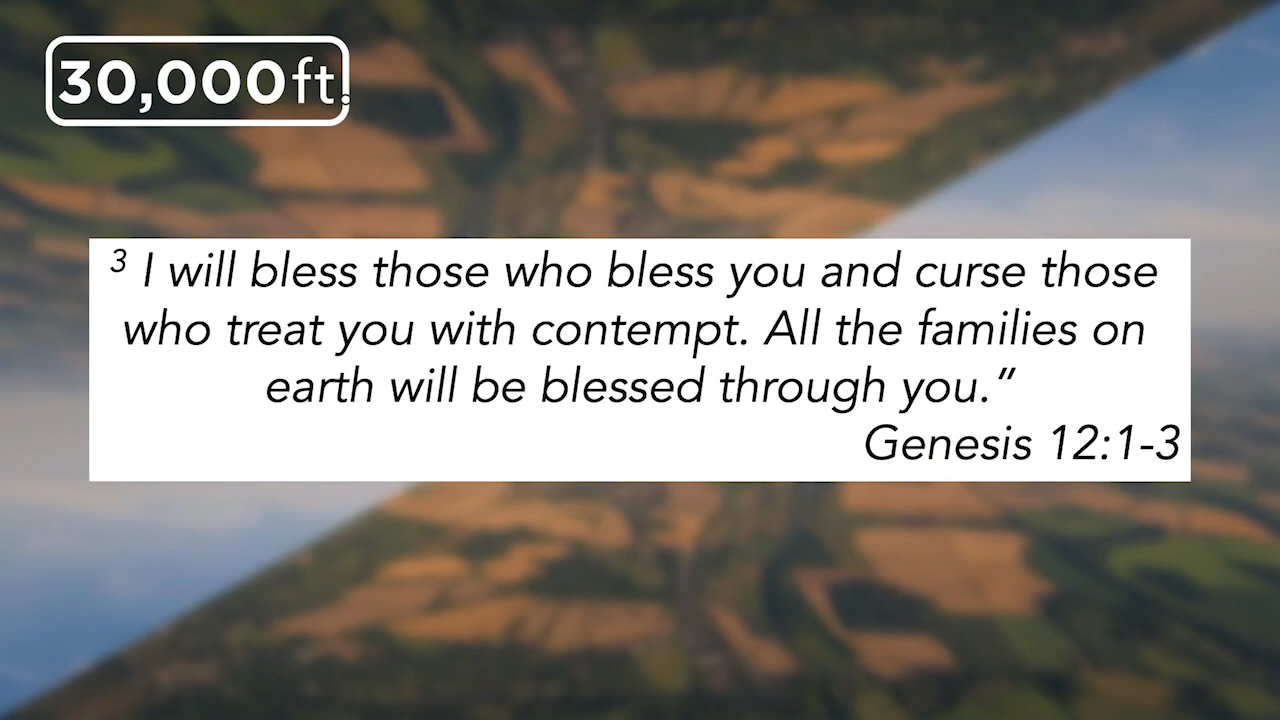 30,000ft.
3 I will bless those who bless you and curse those
who treat you with contempt. All the families on
earth will be blessed through you.”
Genesis 12:1-3